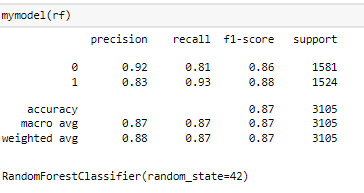 mymodel(rf)
precision recall f1-score support
0 0.92 0.81 0.86 1581
1 0.83 0.93 0.88 1524
accuracy 0.87 3105
macro avg 0.87 0.87 0.87 3105
weighted avg 0.88 0.87 0.87 3105
RandomForestClassifier(random_state=42)